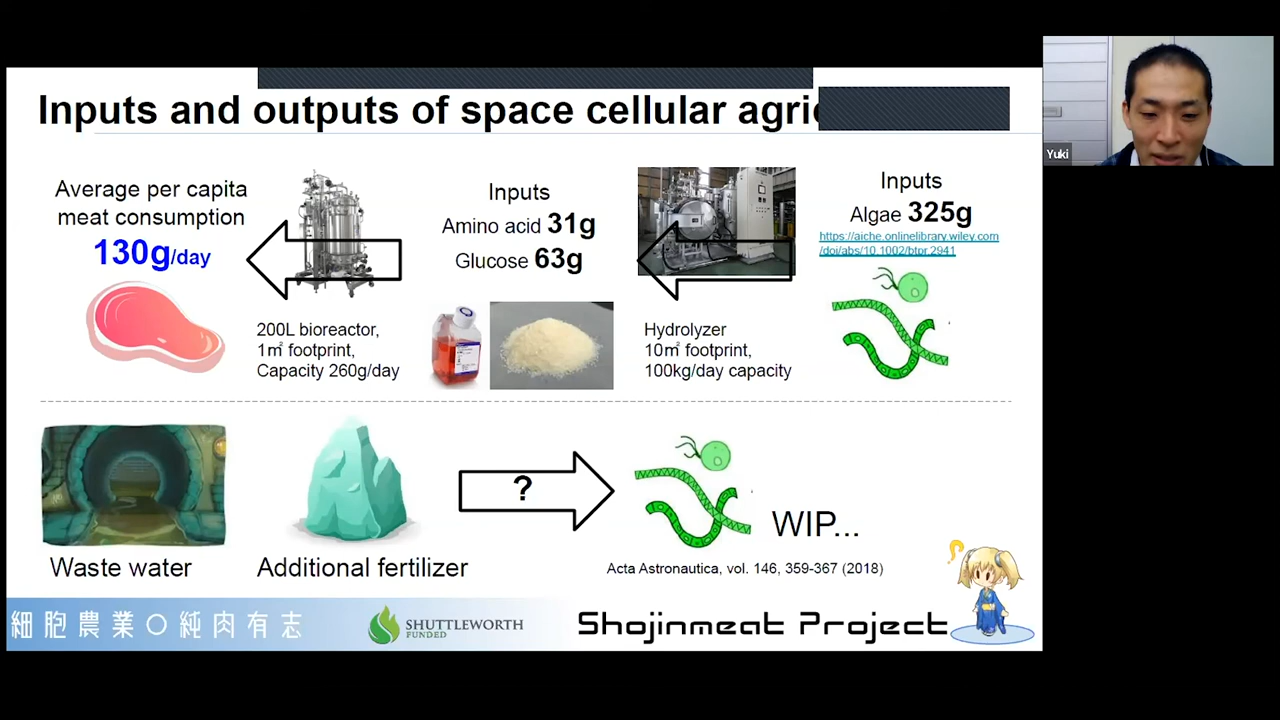 Inputs and outputs of space cellular agri
Yuki
Average per capita
meat consumption
130g/day
200L bioreactor,
1㎡ footprint,
Capacity 260g/day
Inputs
Amino acid 31g
Glucose 63g
Hydrolyzer
10㎡ footprint,
100kg/day capacity
Inputs
Algae 325g
https://aiche.onlinelibrary.wiley.com
/doi/abs/10.1002/btpr.2941
Waste water
Additional fertilizer
?
WIP...
Acta Astronautica, vol. 146, 359-367 (2018)
細胞農業〇純肉有志
SHUTTLEWORTH
FUNDED
Shojinmeat Project